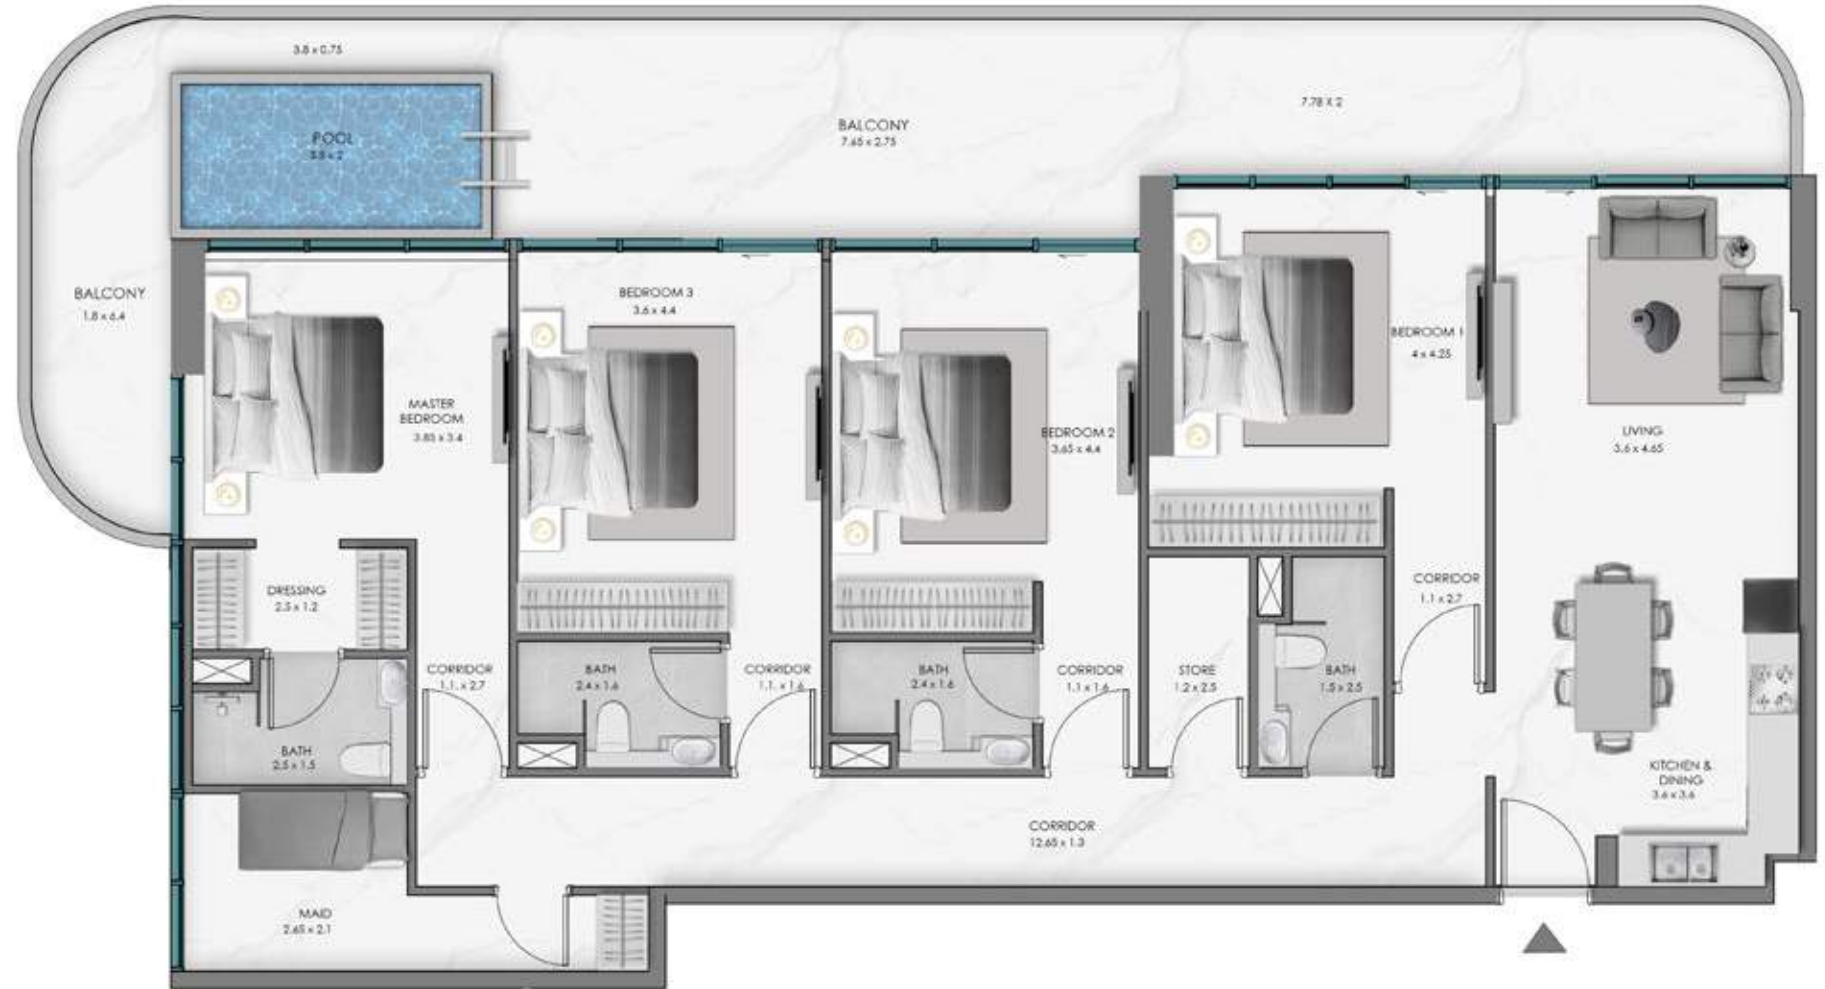 3.8 x 0.75
POOL
3.8 x 2
BALCONY
7.65 x 2.75
7.78 X 2
BALCONY
1.8 x 6.4
MASTER
BEDROOM
3.85 x 3.4
BEDROOM 3
3.6 x 4.4
BEDROOM 2
3.65 x 4.4
BEDROOM 1
4 x 4.25
LIVING
3.6 x 4.65
DRESSING
2.5 x 1.2
CORRIDOR
1.1. x 2.7
BATH
2.4 x 1.6
CORRIDOR
1.1. x 1.6
BATH
2.4 x 1.6
CORRIDOR
1.1 x 1.6
STORE
1.2 x 2.5
BATH
1.5 x 2.5
CORRIDOR
1.1 x 2.7
BATH
2.5 x 1.5
KITCHEN &
DINING
3.6 x 3.6
CORRIDOR
12.65 x 1.3
MAID
2.65 x 2.1